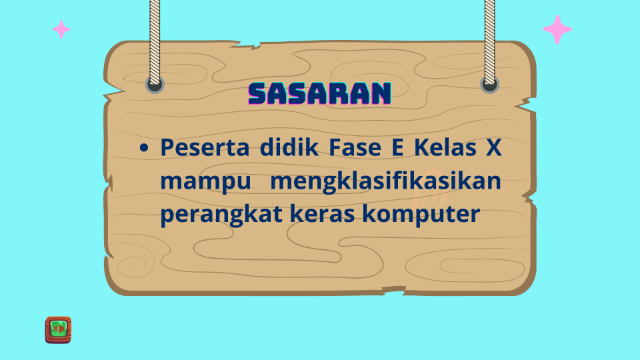 SASARAN
• Peserta didik Fase E Kelas X
mampu mengklasifikasikan
perangkat keras komputer